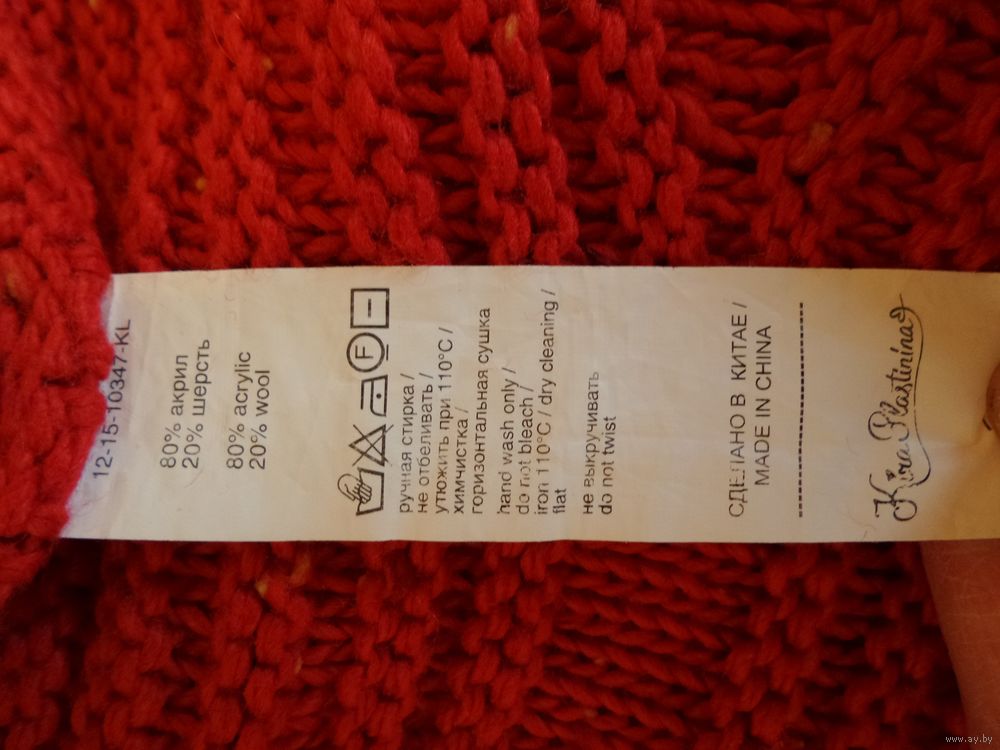 12-15-10347-KL
80% акрил
20% шерсть
80% acrylic
20% wool
F
ручная стирка /
не отбеливать /
утюжить при 110°C /
химчистка /
горизонтальная сушка
hand wash only /
do not bleach /
iron 110°C / dry cleaning /
flat
не выкручивать
do not twist
СДЕЛАНО В КИТАЕ /
MADE IN CHINA
Kira Plastinina
www.ay.by